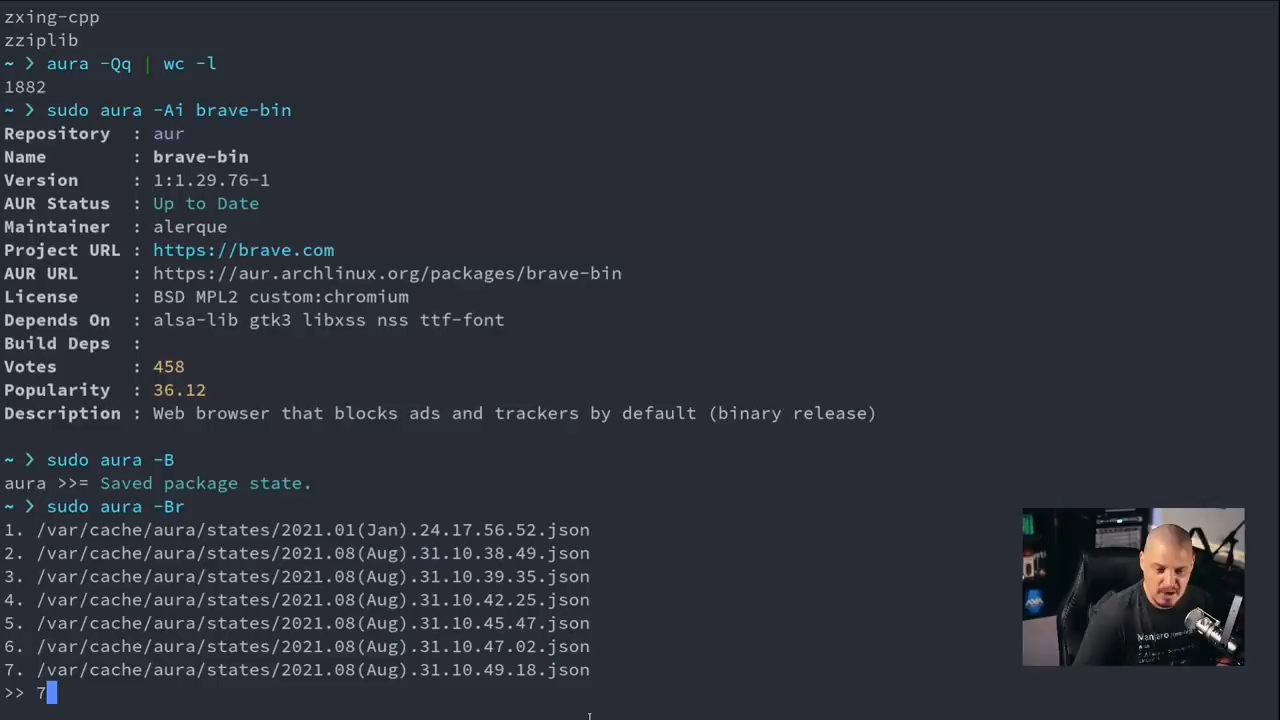 zxing-cpp
zziplib
~ > aura -Qq | wc -l
1882
~ > sudo aura -Ai brave-bin
Repository  : aur
Name        : brave-bin
Version     : 1:1.29.76-1
AUR Status  : Up to Date
Maintainer  : alerque
Project URL : https://brave.com
AUR URL     : https://aur.archlinux.org/packages/brave-bin
License     : BSD MPL2 custom:chromium
Depends On  : alsa-lib gtk3 libxss nss ttf-font
Build Deps  :
Votes       : 458
Popularity  : 36.12
Description : Web browser that blocks ads and trackers by default (binary release)
~ > sudo aura -B
aura >>= Saved package state.
~ > sudo aura -Br
1. /var/cache/aura/states/2021.01(Jan).24.17.56.52.json
2. /var/cache/aura/states/2021.08(Aug).31.10.38.49.json
3. /var/cache/aura/states/2021.08(Aug).31.10.39.35.json
4. /var/cache/aura/states/2021.08(Aug).31.10.42.25.json
5. /var/cache/aura/states/2021.08(Aug).31.10.45.47.json
6. /var/cache/aura/states/2021.08(Aug).31.10.47.02.json
7. /var/cache/aura/states/2021.08(Aug).31.10.49.18.json
>> 7
Manjaro